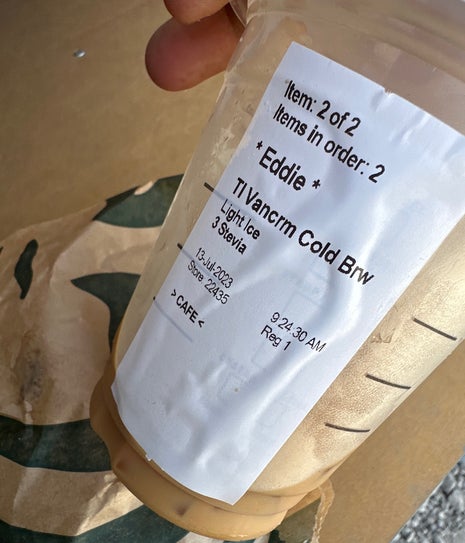 Item: 2 of 2
Items in order: 2
* Eddie *
TI Vancrm Cold Brw
Light Ice
3 Stevia
13-Jul-2023 9:24:30 AM
Store 22435 Reg 1
> CAFE <